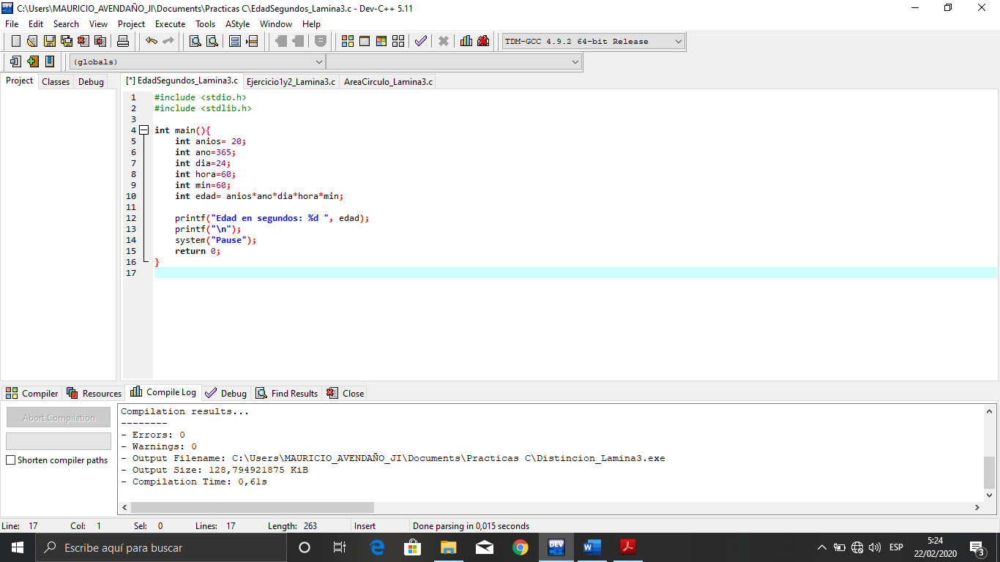 C:\Users\MAURICIO_AVENDAÑO_JI\Documents\Practicas C\EdadSegundos_Lamina3.c - Dev-C++ 5.11
File Edit Search View Project Execute Tools AStyle Window Help
TDM-GCC 4.9.2 64-bit Release
(globals)
Project Classes Debug [*] EdadSegundos_Lamina3.c Ejercicio1y2_Lamina3.c AreaCirculo_Lamina3.c
1 #include <stdio.h>
2 #include <stdlib.h>
3
4 int main(){
5 int anios= 20;
6 int ano=365;
7 int dia=24;
8 int hora=60;
9 int min=60;
10 int edad= anios*ano*dia*hora*min;
11
12 printf("Edad en segundos: %d ", edad);
13 printf("\n");
14 system("Pause");
15 return 0;
16 }
17
Compiler Resources Compile Log Debug Find Results Close
Abort Compilation
Shorten compiler paths
Compilation results...
--------
- Errors: 0
- Warnings: 0
- Output Filename: C:\Users\MAURICIO_AVENDAÑO_JI\Documents\Practicas C\Distincion_Lamina3.exe
- Output Size: 128,794921875 KiB
- Compilation Time: 0,61s
Line: 17 Col: 1 Sel: 0 Lines: 17 Length: 263 Insert Done parsing in 0,015 seconds
Escribe aquí para buscar
DEV
ESP
5:24
22/02/2020
3